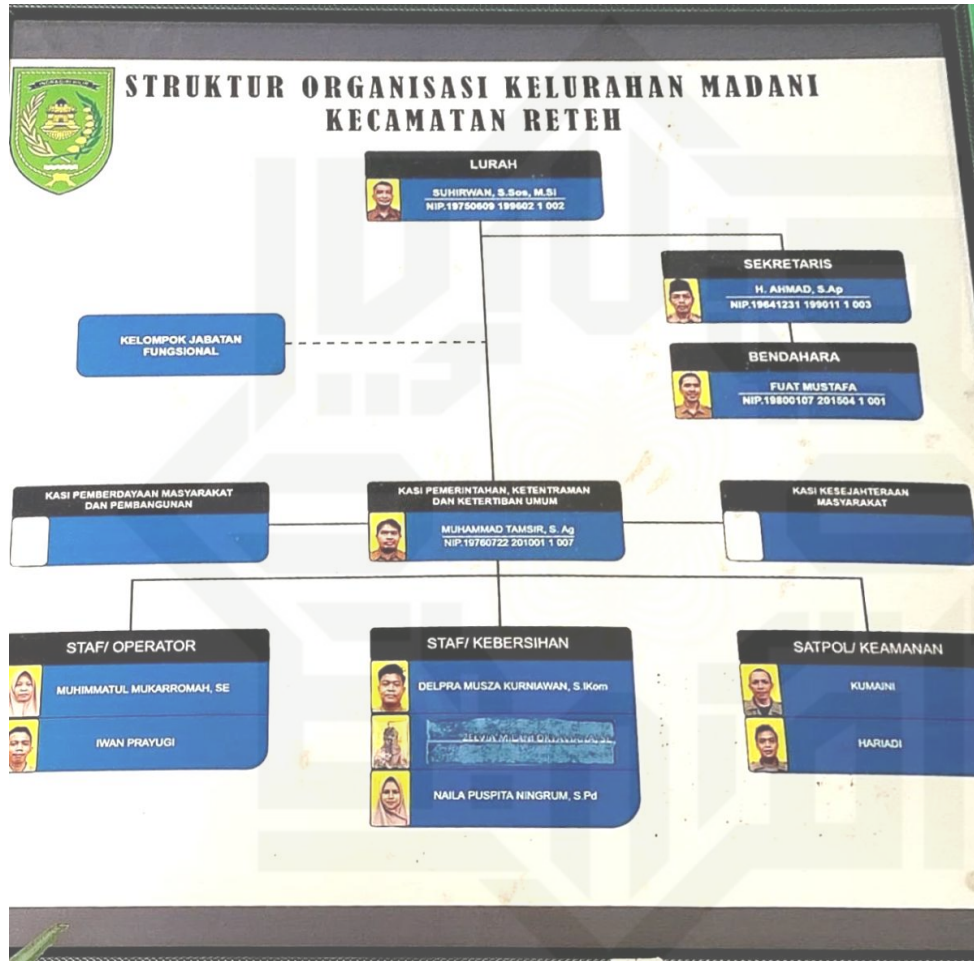 STRUKTUR ORGANISASI KELURAHAN MADANI
KECAMATAN RETEH
LURAH
SUHIRWAN, S.Sos, M.Si
NIP.19750609 199602 1 002
SEKRETARIS
H. AHMAD, S.Ap
NIP.19641231 199011 1 003
KELOMPOK JABATAN
FUNGSIONAL
BENDAHARA
FUAT MUSTAFA
NIP.19800107 201504 1 001
KASI PEMBERDAYAAN MASYARAKAT
DAN PEMBANGUNAN
KASI PEMERINTAHAN, KETENTRAMAN
DAN KETERTIBAN UMUM
MUHAMMAD TAMSIR, S. Ag
NIP.19760722 201001 1 007
KASI KESEJAHTERAAN
MASYARAKAT
STAF/ OPERATOR
MUHIMMATUL MUKARROMAH, SE
IWAN PRAYUGI
STAF/ KEBERSIHAN
DELPRA MUSZA KURNIAWAN, S.IKom
NAILA PUSPITA NINGRUM, S.Pd
SATPOL/ KEAMANAN
KUMAINI
HARIADI